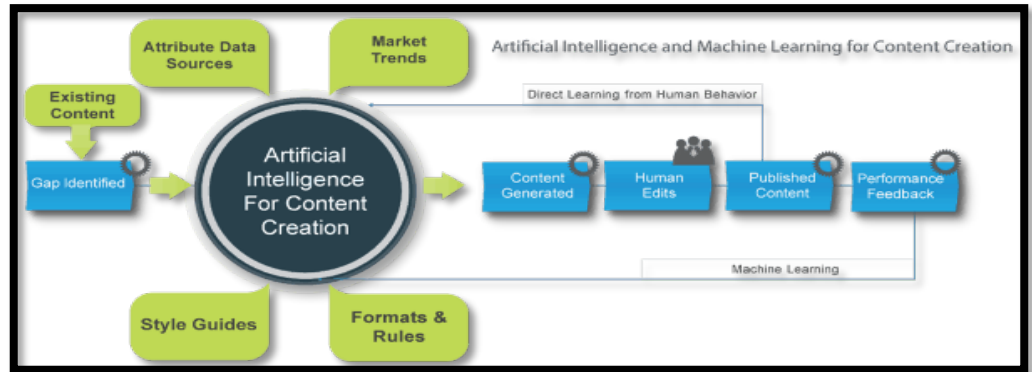 Attribute Data
Sources
Market
Trends
Artificial Intelligence and Machine Learning for Content Creation
Existing
Content
Direct Learning from Human Behavior
Gap Identified
Artificial
Intelligence
For Content
Creation
Content
Generated
Human
Edits
Published
Content
Performance
Feedback
Machine Learning
Style Guides
Formats &
Rules